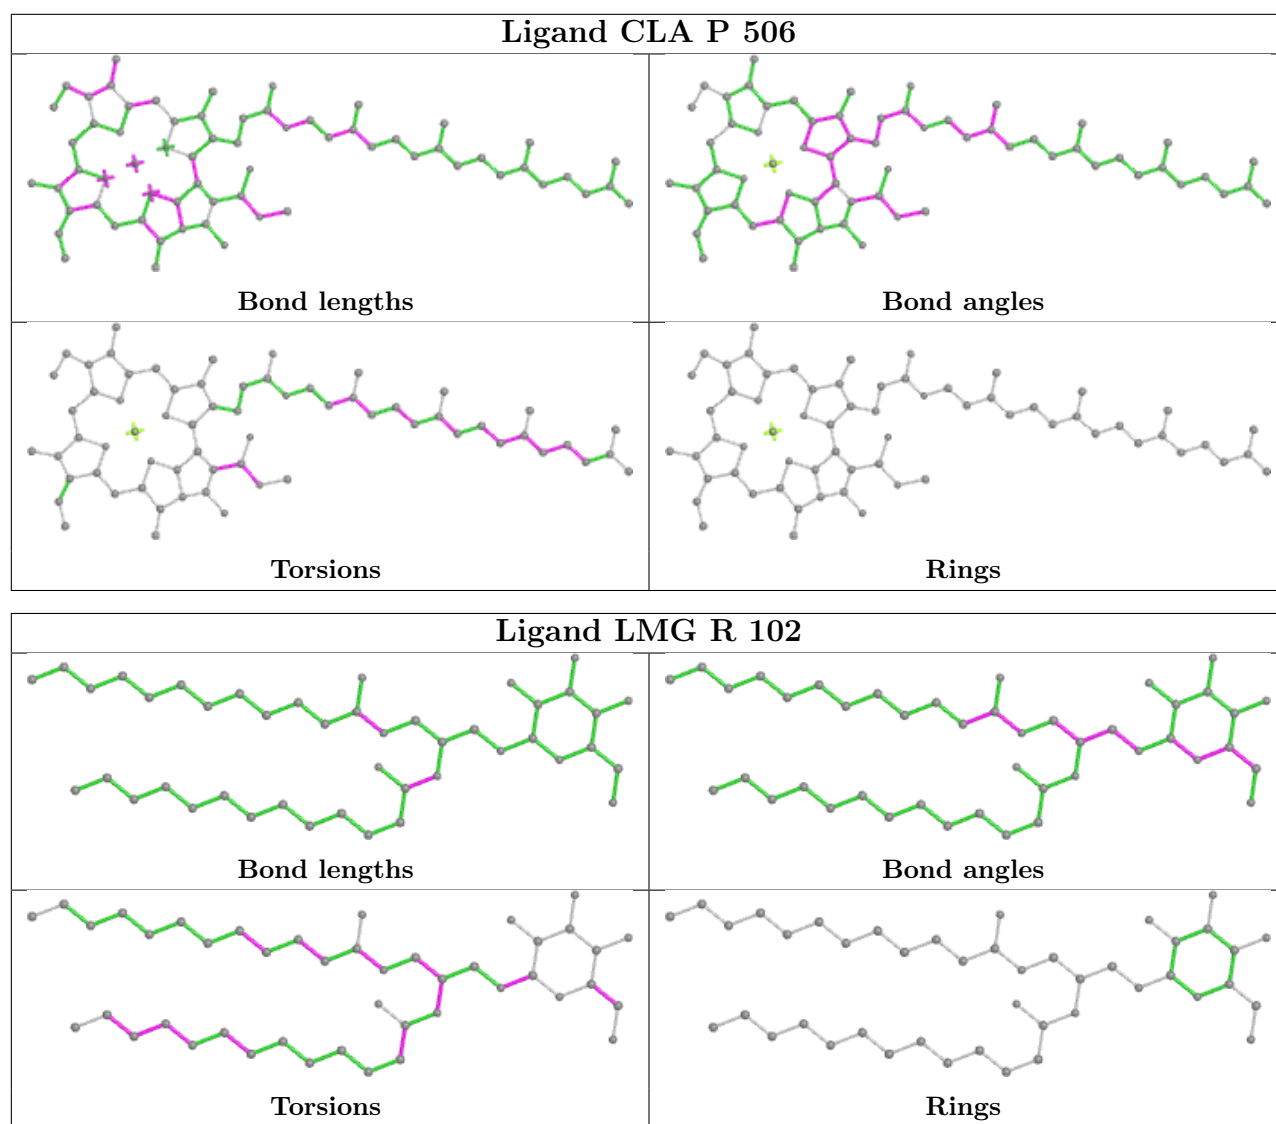 Ligand CLA P 506
Bond lengths
Bond angles
Torsions
Rings
Ligand LMG R 102
Bond lengths
Bond angles
Torsions
Rings